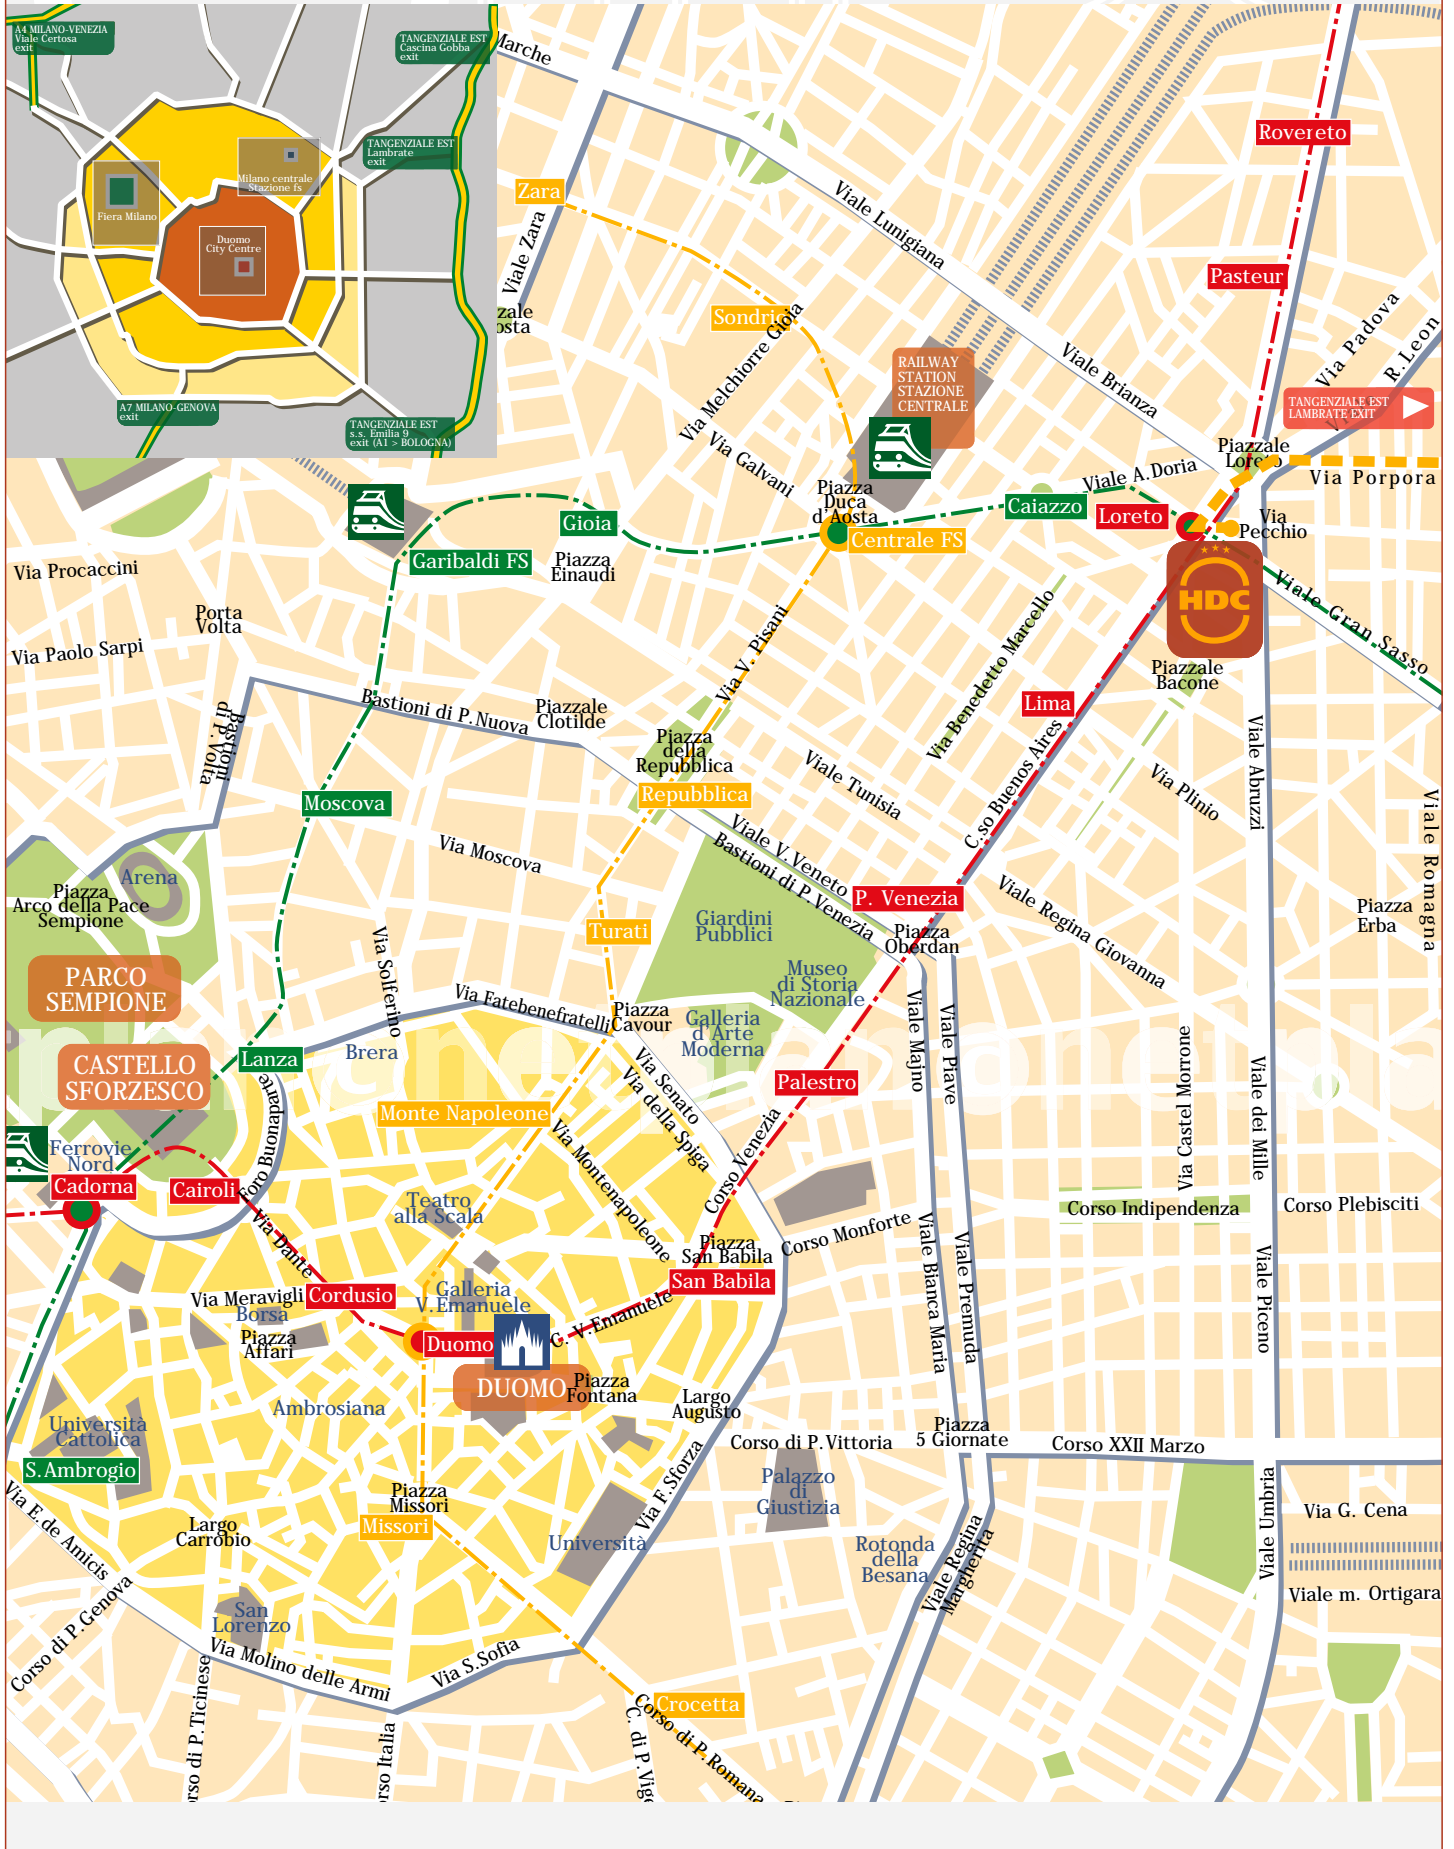 A4 MILANO-VENEZIA
Viale Certosa
exit
TANGENZIALE EST
Cascina Gobba
exit
TANGENZIALE EST
Lambrate
exit
Milano centrale
Stazione fs
Fiera Milano
Duomo
City Centre
A7 MILANO-GENOVA
exit
TANGENZIALE EST
s.s. Emilia 9
exit (A1 > BOLOGNA)
Marche
Rovereto
Zara
Viale Zara
Viale Lunigiana
Pasteur
zale
osta
Sondrio
Via Melchiorre Gioia
Via Padova
R. Leon
Viale Brianza
RAILWAY
STATION
STAZIONE
CENTRALE
TANGENZIALE EST
LAMBRATE EXIT
Via Galvani
Piazzale
Loreto
Viale A. Doria
Via Porpora
Piazza
Duca
d'Aosta
Caiazzo
Loreto
Via
Pecchio
Gioia
Centrale FS
Garibaldi FS
Piazza
Einaudi
Via Procaccini
HDC
Viale Gran Sasso
Porta
Volta
Via Paolo Sarpi
Via V. Pisani
Via Benedetto Marcello
Piazzale
Bacone
Bastioni
di P. Volta
Bastioni di P. Nuova
Piazzale
Clotilde
Lima
Piazza
della
Repubblica
Viale Tunisia
C.so Buenos Aires
Via Plinio
Viale Abruzzi
Viale Romagna
Moscova
Repubblica
Via Moscova
Viale V. Veneto
Bastioni di P. Venezia
Arena
Piazza
Arco della Pace
Sempione
P. Venezia
Viale Regina Giovanna
Piazza
Erba
Giardini
Pubblici
Turati
Piazza
Oberdan
Via Solferino
PARCO
SEMPIONE
Museo
di Storia
Nazionale
Via Fatebenefratelli
Piazza
Cavour
Galleria
d'Arte
Moderna
Viale Majno
Viale Piave
Via Castel Morrone
Viale dei Mille
Lanza
Brera
CASTELLO
SFORZESCO
Via Senato
Via della Spiga
Palestro
Monte Napoleone
Foro Buonaparte
Via Montenapoleone
Corso Venezia
Ferrovie
Nord
Cadorna
Cairoli
Teatro
alla Scala
Corso Indipendenza
Corso Plebisciti
Via Dante
Piazza
San Babila
Corso Monforte
Viale Bianca Maria
Viale Premuda
Viale Piceno
San Babila
Via Meravigli
Cordusio
Galleria
V. Emanuele
Borsa
Piazza
Affari
Duomo
C. V. Emanuele
DUOMO
Piazza
Fontana
Ambrosiana
Largo
Augusto
Università
Cattolica
Corso di P. Vittoria
Piazza
5 Giornate
Corso XXII Marzo
S. Ambrogio
Via E. de Amicis
Piazza
Missori
Missori
Via F. Sforza
Palazzo
di
Giustizia
Viale Umbria
Via G. Cena
Largo
Carrobio
Università
Rotonda
della
Besana
Viale Regina
Margherita
Viale m. Ortigara
Corso di P. Genova
San
Lorenzo
Via Molino delle Armi
Via S. Sofia
Crocetta
Corso di P. Romana
C. di P. Vig
rso di P. Ticinese
rso Italia